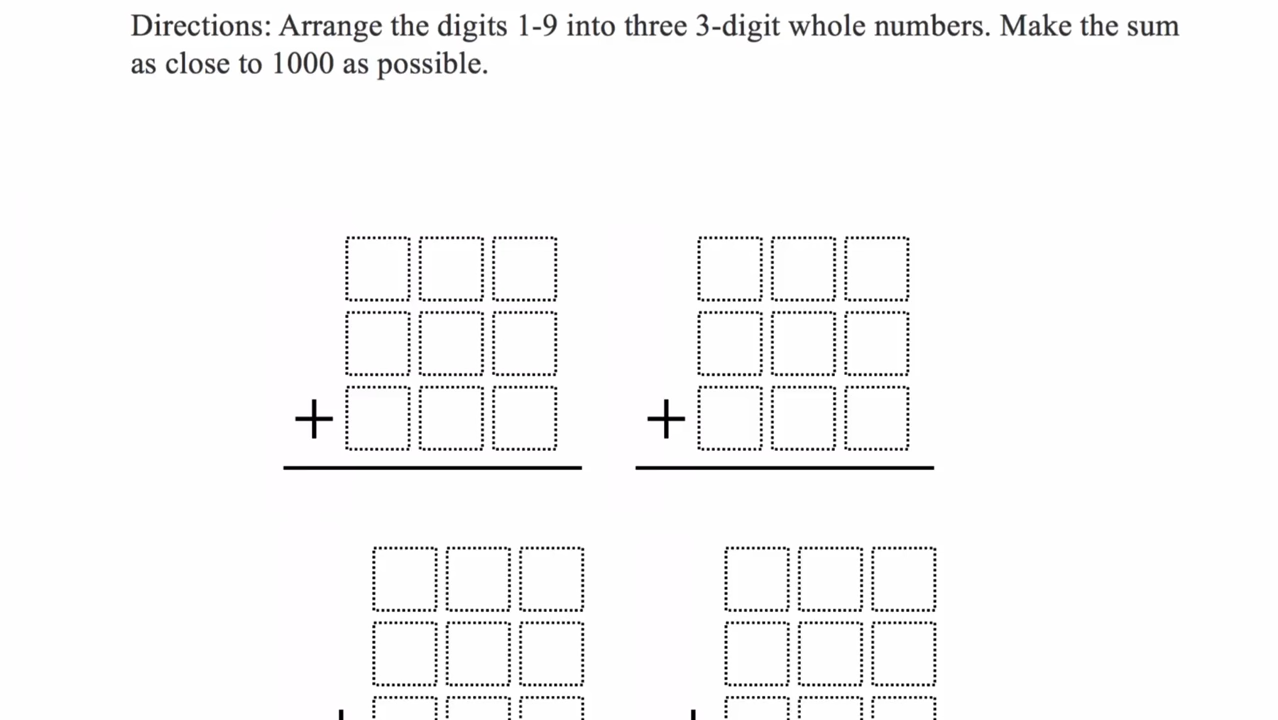 Directions: Arrange the digits 1-9 into three 3-digit whole numbers. Make the sum
as close to 1000 as possible.
+
+